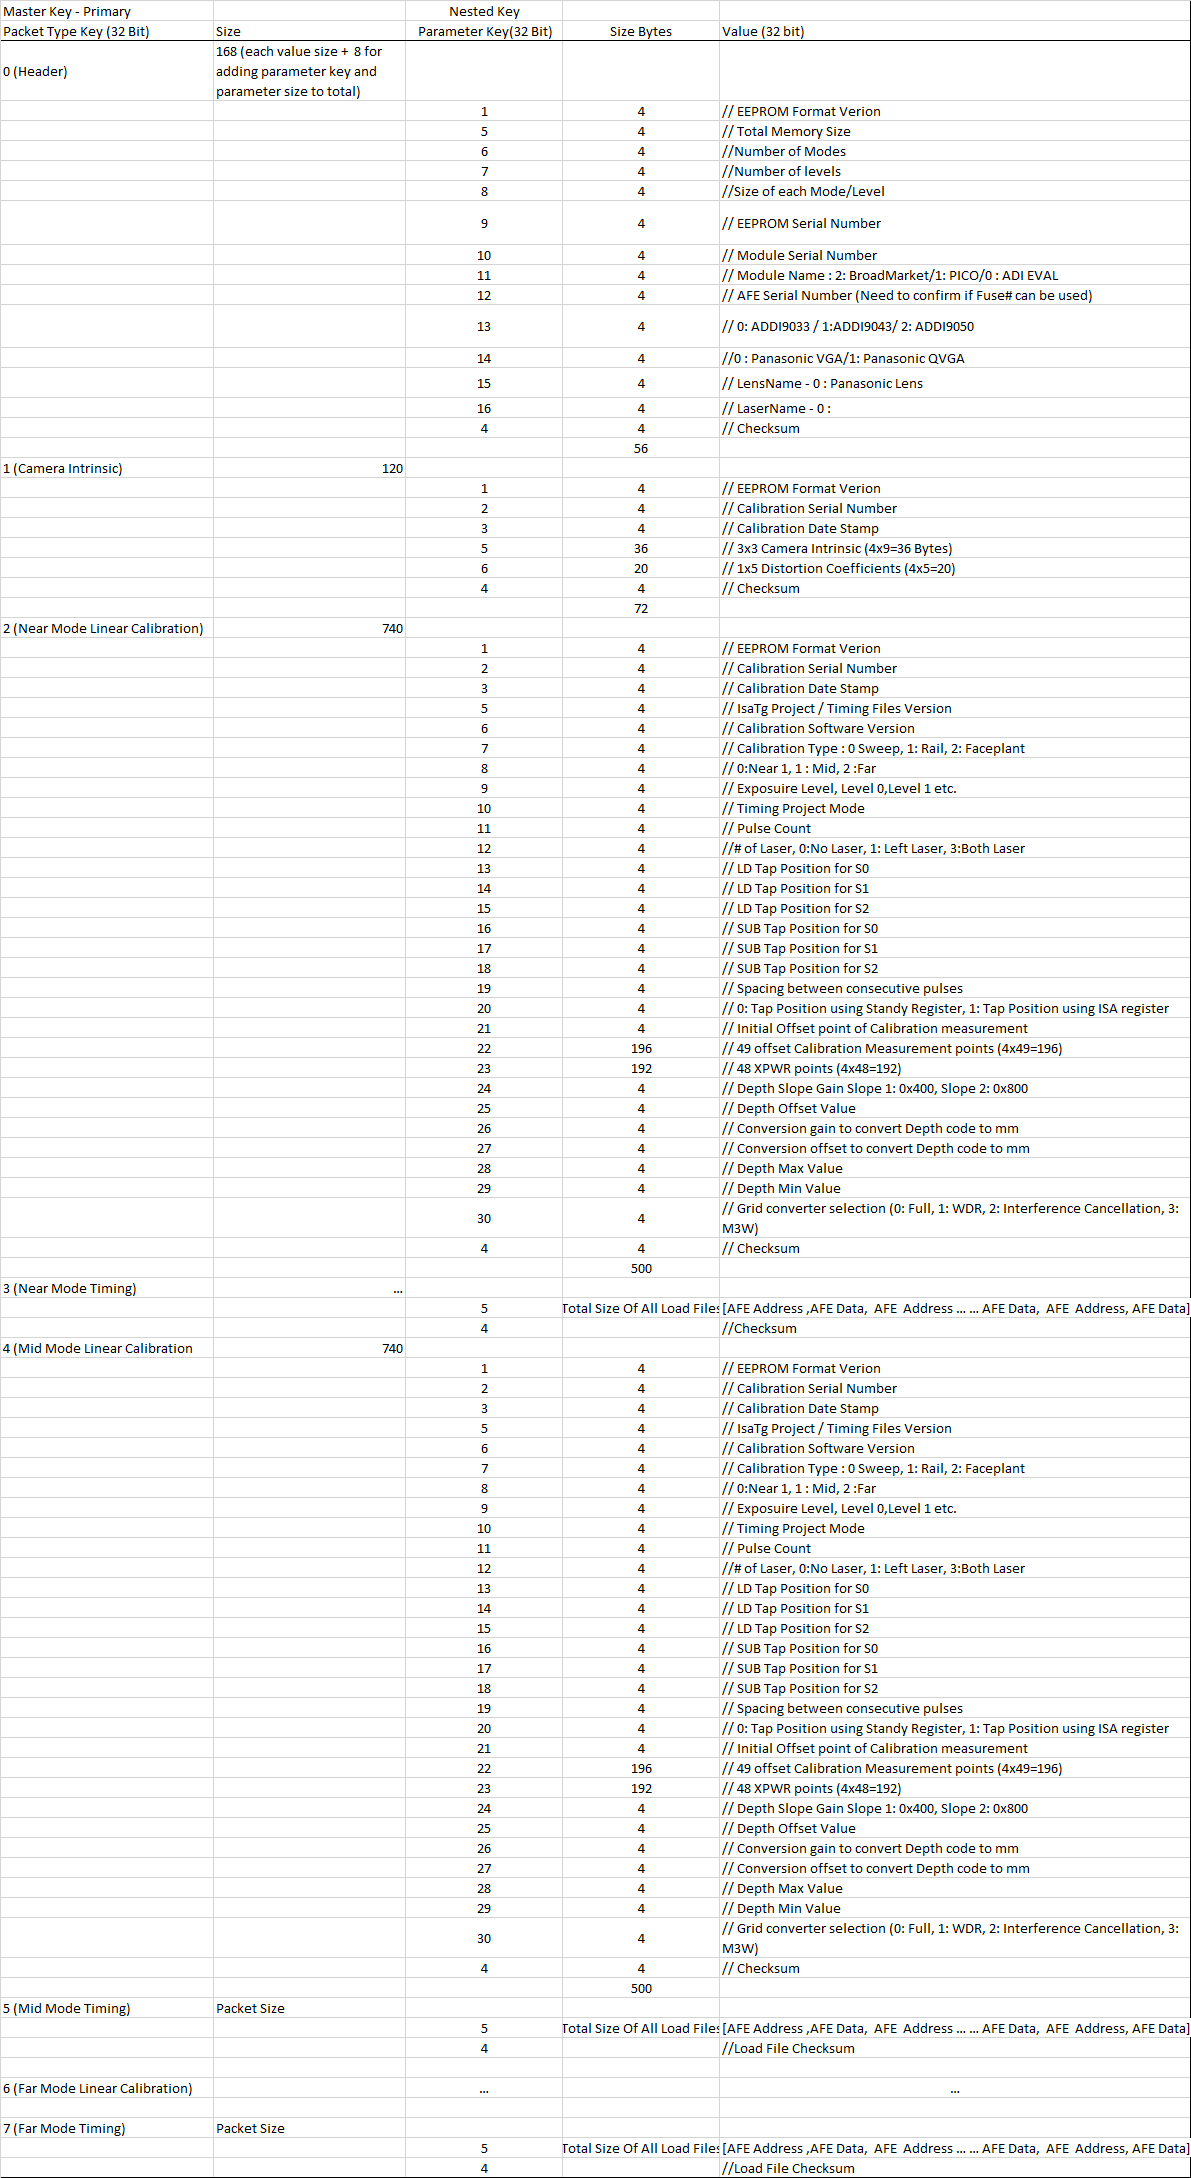 Master Key - Primary Nested Key
Packet Type Key (32 Bit) Size Parameter Key(32 Bit) Size Bytes Value (32 bit)
0 (Header) 168 (each value size + 8 for
adding parameter key and
parameter size to total)
1 4 // EEPROM Format Verion
5 4 // Total Memory Size
6 4 //Number of Modes
7 4 //Number of levels
8 4 //Size of each Mode/Level
9 4 // EEPROM Serial Number
10 4 // Module Serial Number
11 4 // Module Name : 2: BroadMarket/1: PICO/0 : ADI EVAL
12 4 // AFE Serial Number (Need to confirm if Fuse# can be used)
13 4 // 0: ADDI9033 / 1:ADDI9043/ 2: ADDI9050
14 4 //0 : Panasonic VGA/1: Panasonic QVGA
15 4 // LensName - 0 : Panasonic Lens
16 4 // LaserName - 0 :
4 4 // Checksum
56
1 (Camera Intrinsic) 120
1 4 // EEPROM Format Verion
2 4 // Calibration Serial Number
3 4 // Calibration Date Stamp
5 36 // 3x3 Camera Intrinsic (4x9=36 Bytes)
6 20 // 1x5 Distortion Coefficients (4x5=20)
4 4 // Checksum
72
2 (Near Mode Linear Calibration) 740
1 4 // EEPROM Format Verion
2 4 // Calibration Serial Number
3 4 // Calibration Date Stamp
5 4 // IsaTg Project / Timing Files Version
6 4 // Calibration Software Version
7 4 // Calibration Type : 0 Sweep, 1: Rail, 2: Faceplant
8 4 // 0:Near 1, 1 : Mid, 2 :Far
9 4 // Exposuire Level, Level 0,Level 1 etc.
10 4 // Timing Project Mode
11 4 // Pulse Count
12 4 //# of Laser, 0:No Laser, 1: Left Laser, 3:Both Laser
13 4 // LD Tap Position for S0
14 4 // LD Tap Position for S1
15 4 // LD Tap Position for S2
16 4 // SUB Tap Position for S0
17 4 // SUB Tap Position for S1
18 4 // SUB Tap Position for S2
19 4 // Spacing between consecutive pulses
20 4 // 0: Tap Position using Standy Register, 1: Tap Position using ISA register
21 4 // Initial Offset point of Calibration measurement
22 196 // 49 offset Calibration Measurement points (4x49=196)
23 192 // 48 XPWR points (4x48=192)
24 4 // Depth Slope Gain Slope 1: 0x400, Slope 2: 0x800
25 4 // Depth Offset Value
26 4 // Conversion gain to convert Depth code to mm
27 4 // Conversion offset to convert Depth code to mm
28 4 // Depth Max Value
29 4 // Depth Min Value
30 4 // Grid converter selection (0: Full, 1: WDR, 2: Interference Cancellation, 3:
M3W)
4 4 // Checksum
500
3 (Near Mode Timing) ...
5 Total Size Of All Load Files [AFE Address ,AFE Data, AFE Address ... ... AFE Data, AFE Address, AFE Data]
4 //Checksum
4 (Mid Mode Linear Calibration 740
1 4 // EEPROM Format Verion
2 4 // Calibration Serial Number
3 4 // Calibration Date Stamp
5 4 // IsaTg Project / Timing Files Version
6 4 // Calibration Software Version
7 4 // Calibration Type : 0 Sweep, 1: Rail, 2: Faceplant
8 4 // 0:Near 1, 1 : Mid, 2 :Far
9 4 // Exposuire Level, Level 0,Level 1 etc.
10 4 // Timing Project Mode
11 4 // Pulse Count
12 4 //# of Laser, 0:No Laser, 1: Left Laser, 3:Both Laser
13 4 // LD Tap Position for S0
14 4 // LD Tap Position for S1
15 4 // LD Tap Position for S2
16 4 // SUB Tap Position for S0
17 4 // SUB Tap Position for S1
18 4 // SUB Tap Position for S2
19 4 // Spacing between consecutive pulses
20 4 // 0: Tap Position using Standy Register, 1: Tap Position using ISA register
21 4 // Initial Offset point of Calibration measurement
22 196 // 49 offset Calibration Measurement points (4x49=196)
23 192 // 48 XPWR points (4x48=192)
24 4 // Depth Slope Gain Slope 1: 0x400, Slope 2: 0x800
25 4 // Depth Offset Value
26 4 // Conversion gain to convert Depth code to mm
27 4 // Conversion offset to convert Depth code to mm
28 4 // Depth Max Value
29 4 // Depth Min Value
30 4 // Grid converter selection (0: Full, 1: WDR, 2: Interference Cancellation, 3:
M3W)
4 4 // Checksum
500
5 (Mid Mode Timing) Packet Size
5 Total Size Of All Load Files [AFE Address ,AFE Data, AFE Address ... ... AFE Data, AFE Address, AFE Data]
4 //Load File Checksum
6 (Far Mode Linear Calibration) ... ...
7 (Far Mode Timing) Packet Size
5 Total Size Of All Load Files [AFE Address ,AFE Data, AFE Address ... ... AFE Data, AFE Address, AFE Data]
4 //Load File Checksum